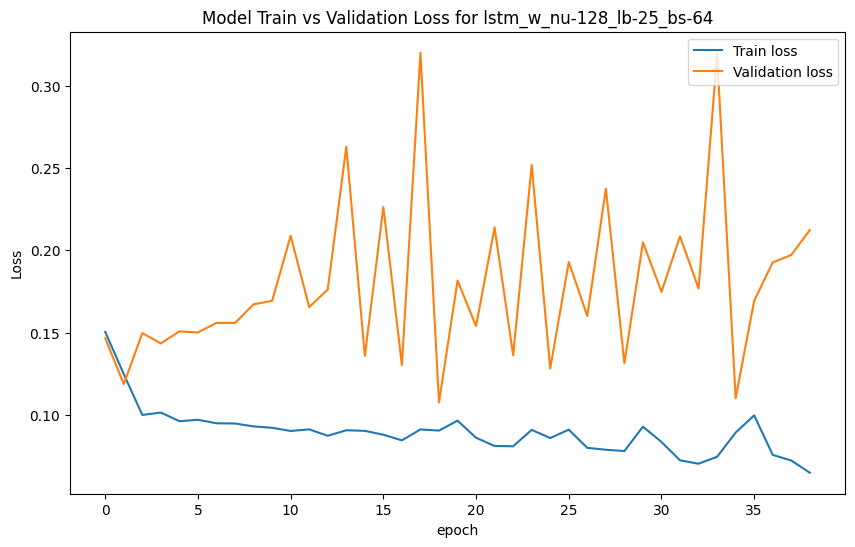 Model Train vs Validation Loss for lstm_w_nu-128_lb-25_bs-64
Train loss
Validation loss
0.30
0.25
0.20
0.15
0.10
Loss
0 5 10 15 20 25 30 35
epoch